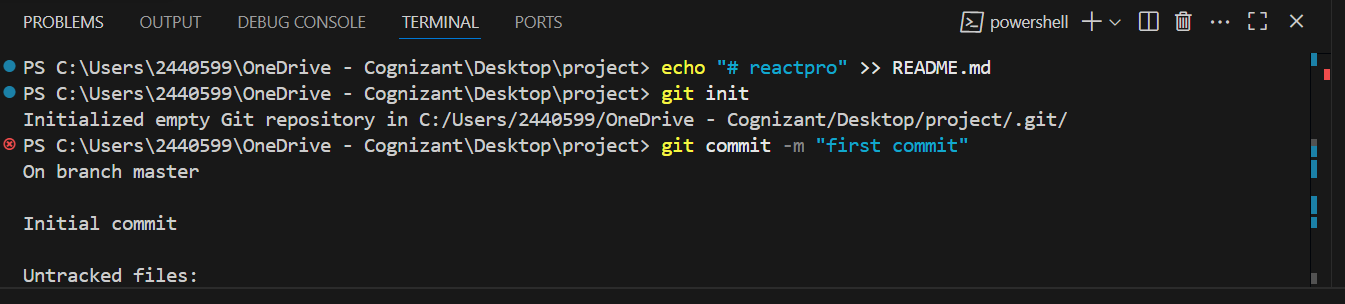 PROBLEMS OUTPUT DEBUG CONSOLE TERMINAL PORTS powershell
PS C:\Users\2440599\OneDrive - Cognizant\Desktop\project> echo "# reactpro" >> README.md
PS C:\Users\2440599\OneDrive - Cognizant\Desktop\project> git init
Initialized empty Git repository in C:/Users/2440599/OneDrive - Cognizant/Desktop/project/.git/
PS C:\Users\2440599\OneDrive - Cognizant\Desktop\project> git commit -m "first commit"
On branch master
Initial commit
Untracked files: